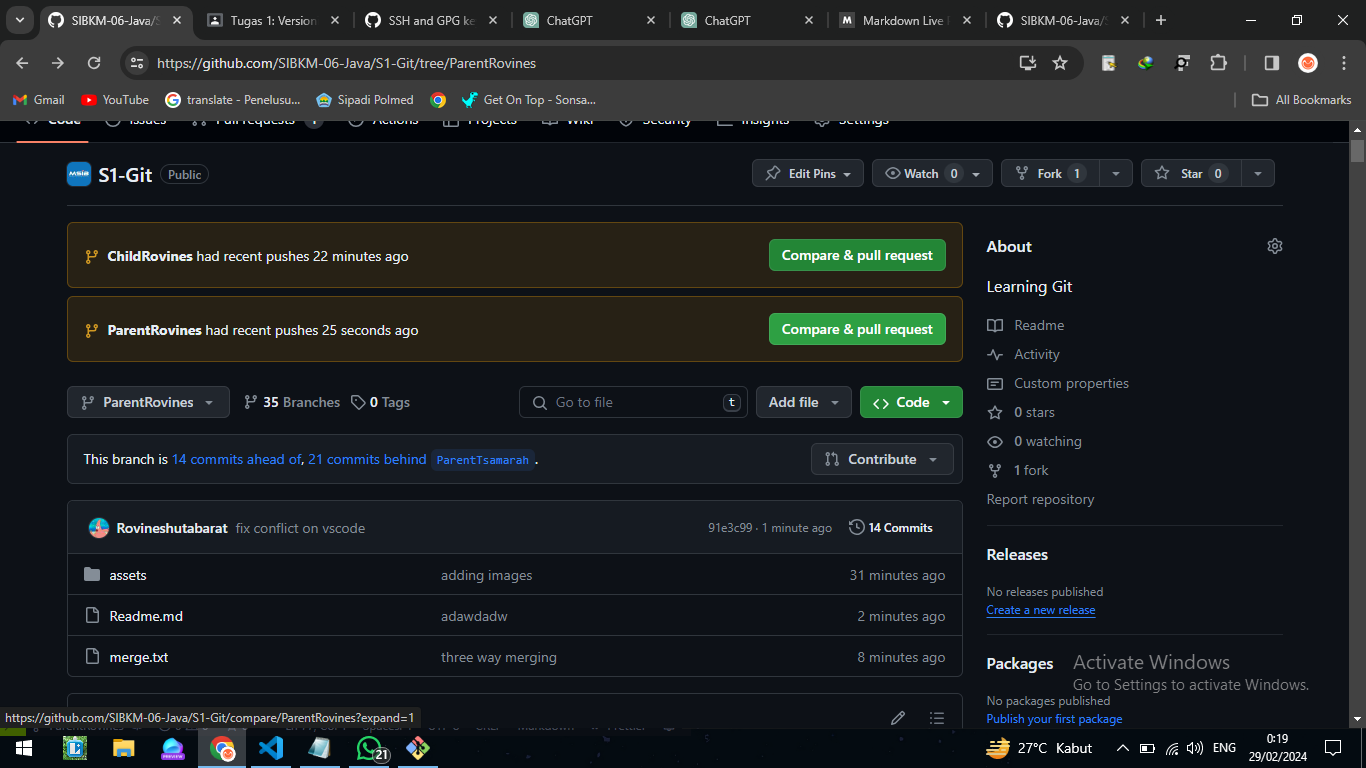 SIBKM-06-Java/S
Tugas 1: Version
SSH and GPG ke
ChatGPT
ChatGPT
Markdown Live
SIBKM-06-Java/S
https://github.com/SIBKM-06-Java/S1-Git/tree/ParentRovines
Gmail
YouTube
translate - Penelusu...
Sipadi Polmed
Get On Top - Sonsa...
All Bookmarks
Code Issues Pull requests 1 Actions Projects Wiki Security Insights Settings
MSIB S1-Git Public
Edit Pins Watch 0 Fork 1 Star 0
ChildRovines had recent pushes 22 minutes ago
Compare & pull request
ParentRovines had recent pushes 25 seconds ago
Compare & pull request
ParentRovines 35 Branches 0 Tags
Go to file t
Add file
Code
This branch is 14 commits ahead of, 21 commits behind ParentTsamarah.
Contribute
Rovineshutabarat fix conflict on vscode
91e3c99 · 1 minute ago 14 Commits
assets adding images 31 minutes ago
Readme.md adawdadw 2 minutes ago
merge.txt three way merging 8 minutes ago
About
Learning Git
Readme
Activity
Custom properties
0 stars
0 watching
1 fork
Report repository
Releases
No releases published
Create a new release
Packages
No packages published
Publish your first package
Activate Windows
Go to Settings to activate Windows.
https://github.com/SIBKM-06-Java/S1-Git/compare/ParentRovines?expand=1
PREVIEW
21
27°C Kabut
ENG
0:19
29/02/2024